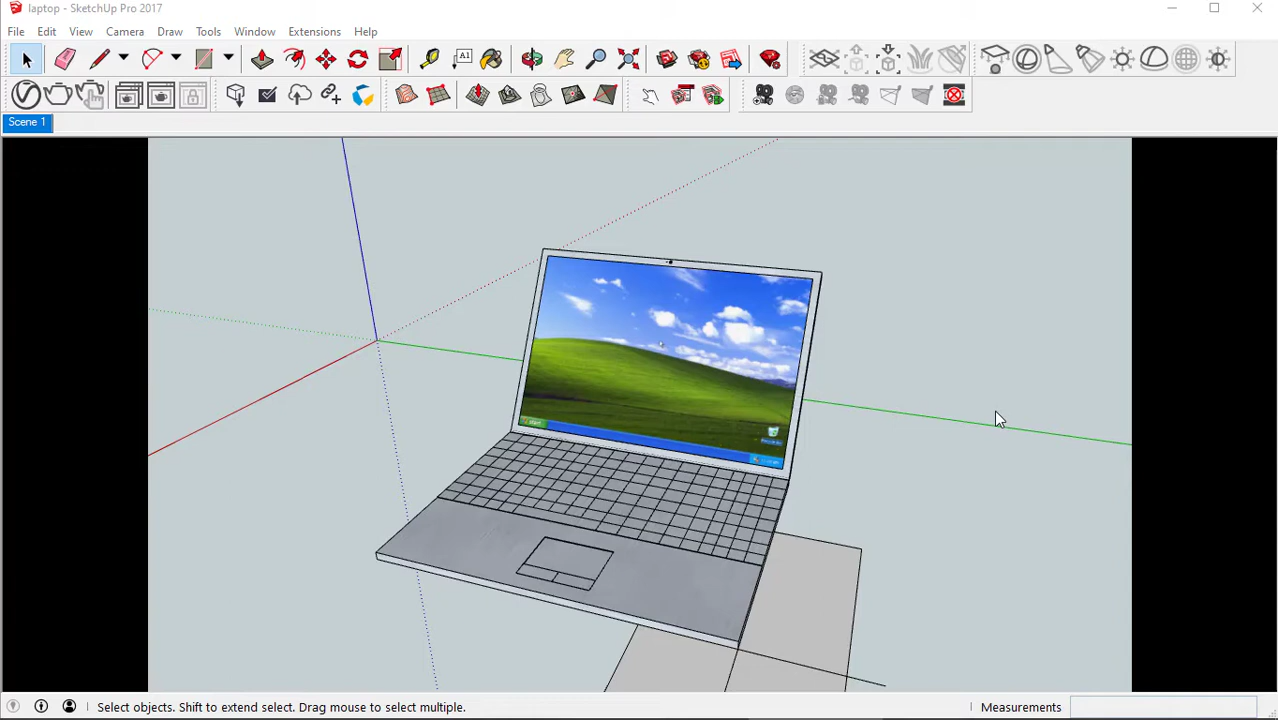 laptop - SketchUp Pro 2017
File Edit View Camera Draw Tools Window Extensions Help
Scene 1
start
Select objects. Shift to extend select. Drag mouse to select multiple.
Measurements